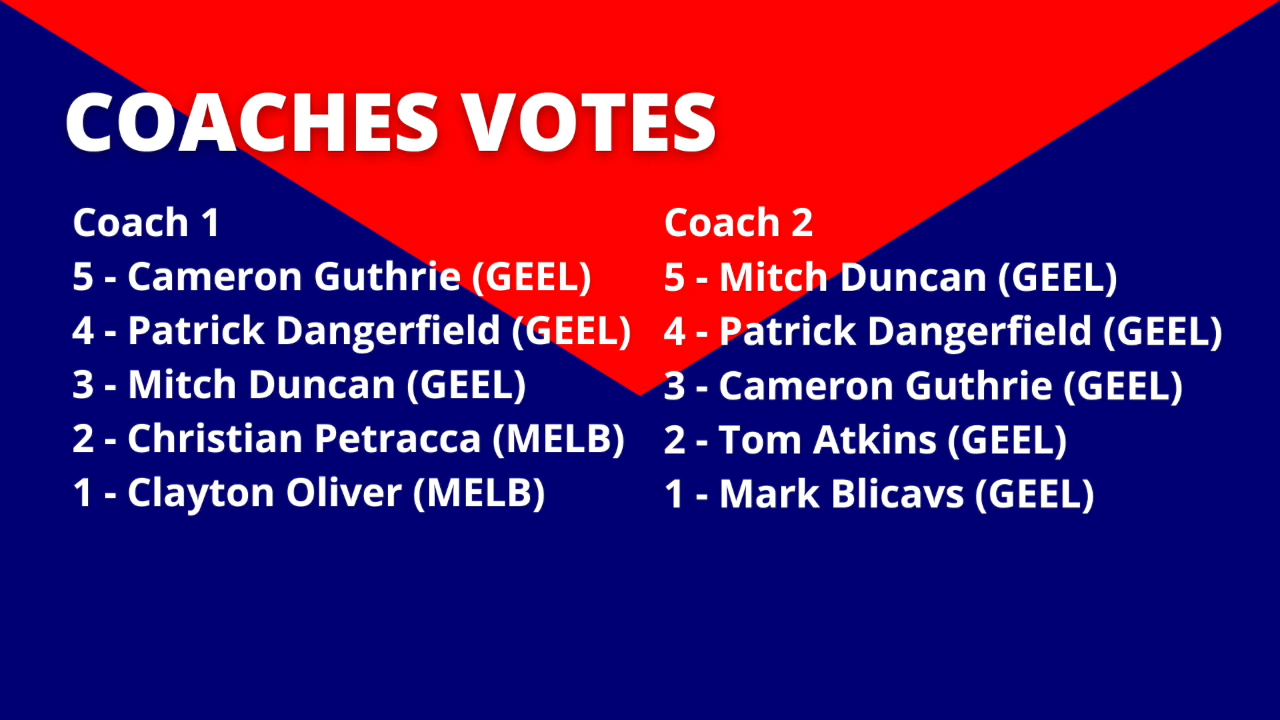 COACHES VOTES
Coach 1
5 - Cameron Guthrie (GEEL)
4 - Patrick Dangerfield (GEEL)
3 - Mitch Duncan (GEEL)
2 - Christian Petracca (MELB)
1 - Clayton Oliver (MELB)
Coach 2
5 - Mitch Duncan (GEEL)
4 - Patrick Dangerfield (GEEL)
3 - Cameron Guthrie (GEEL)
2 - Tom Atkins (GEEL)
1 - Mark Blicavs (GEEL)